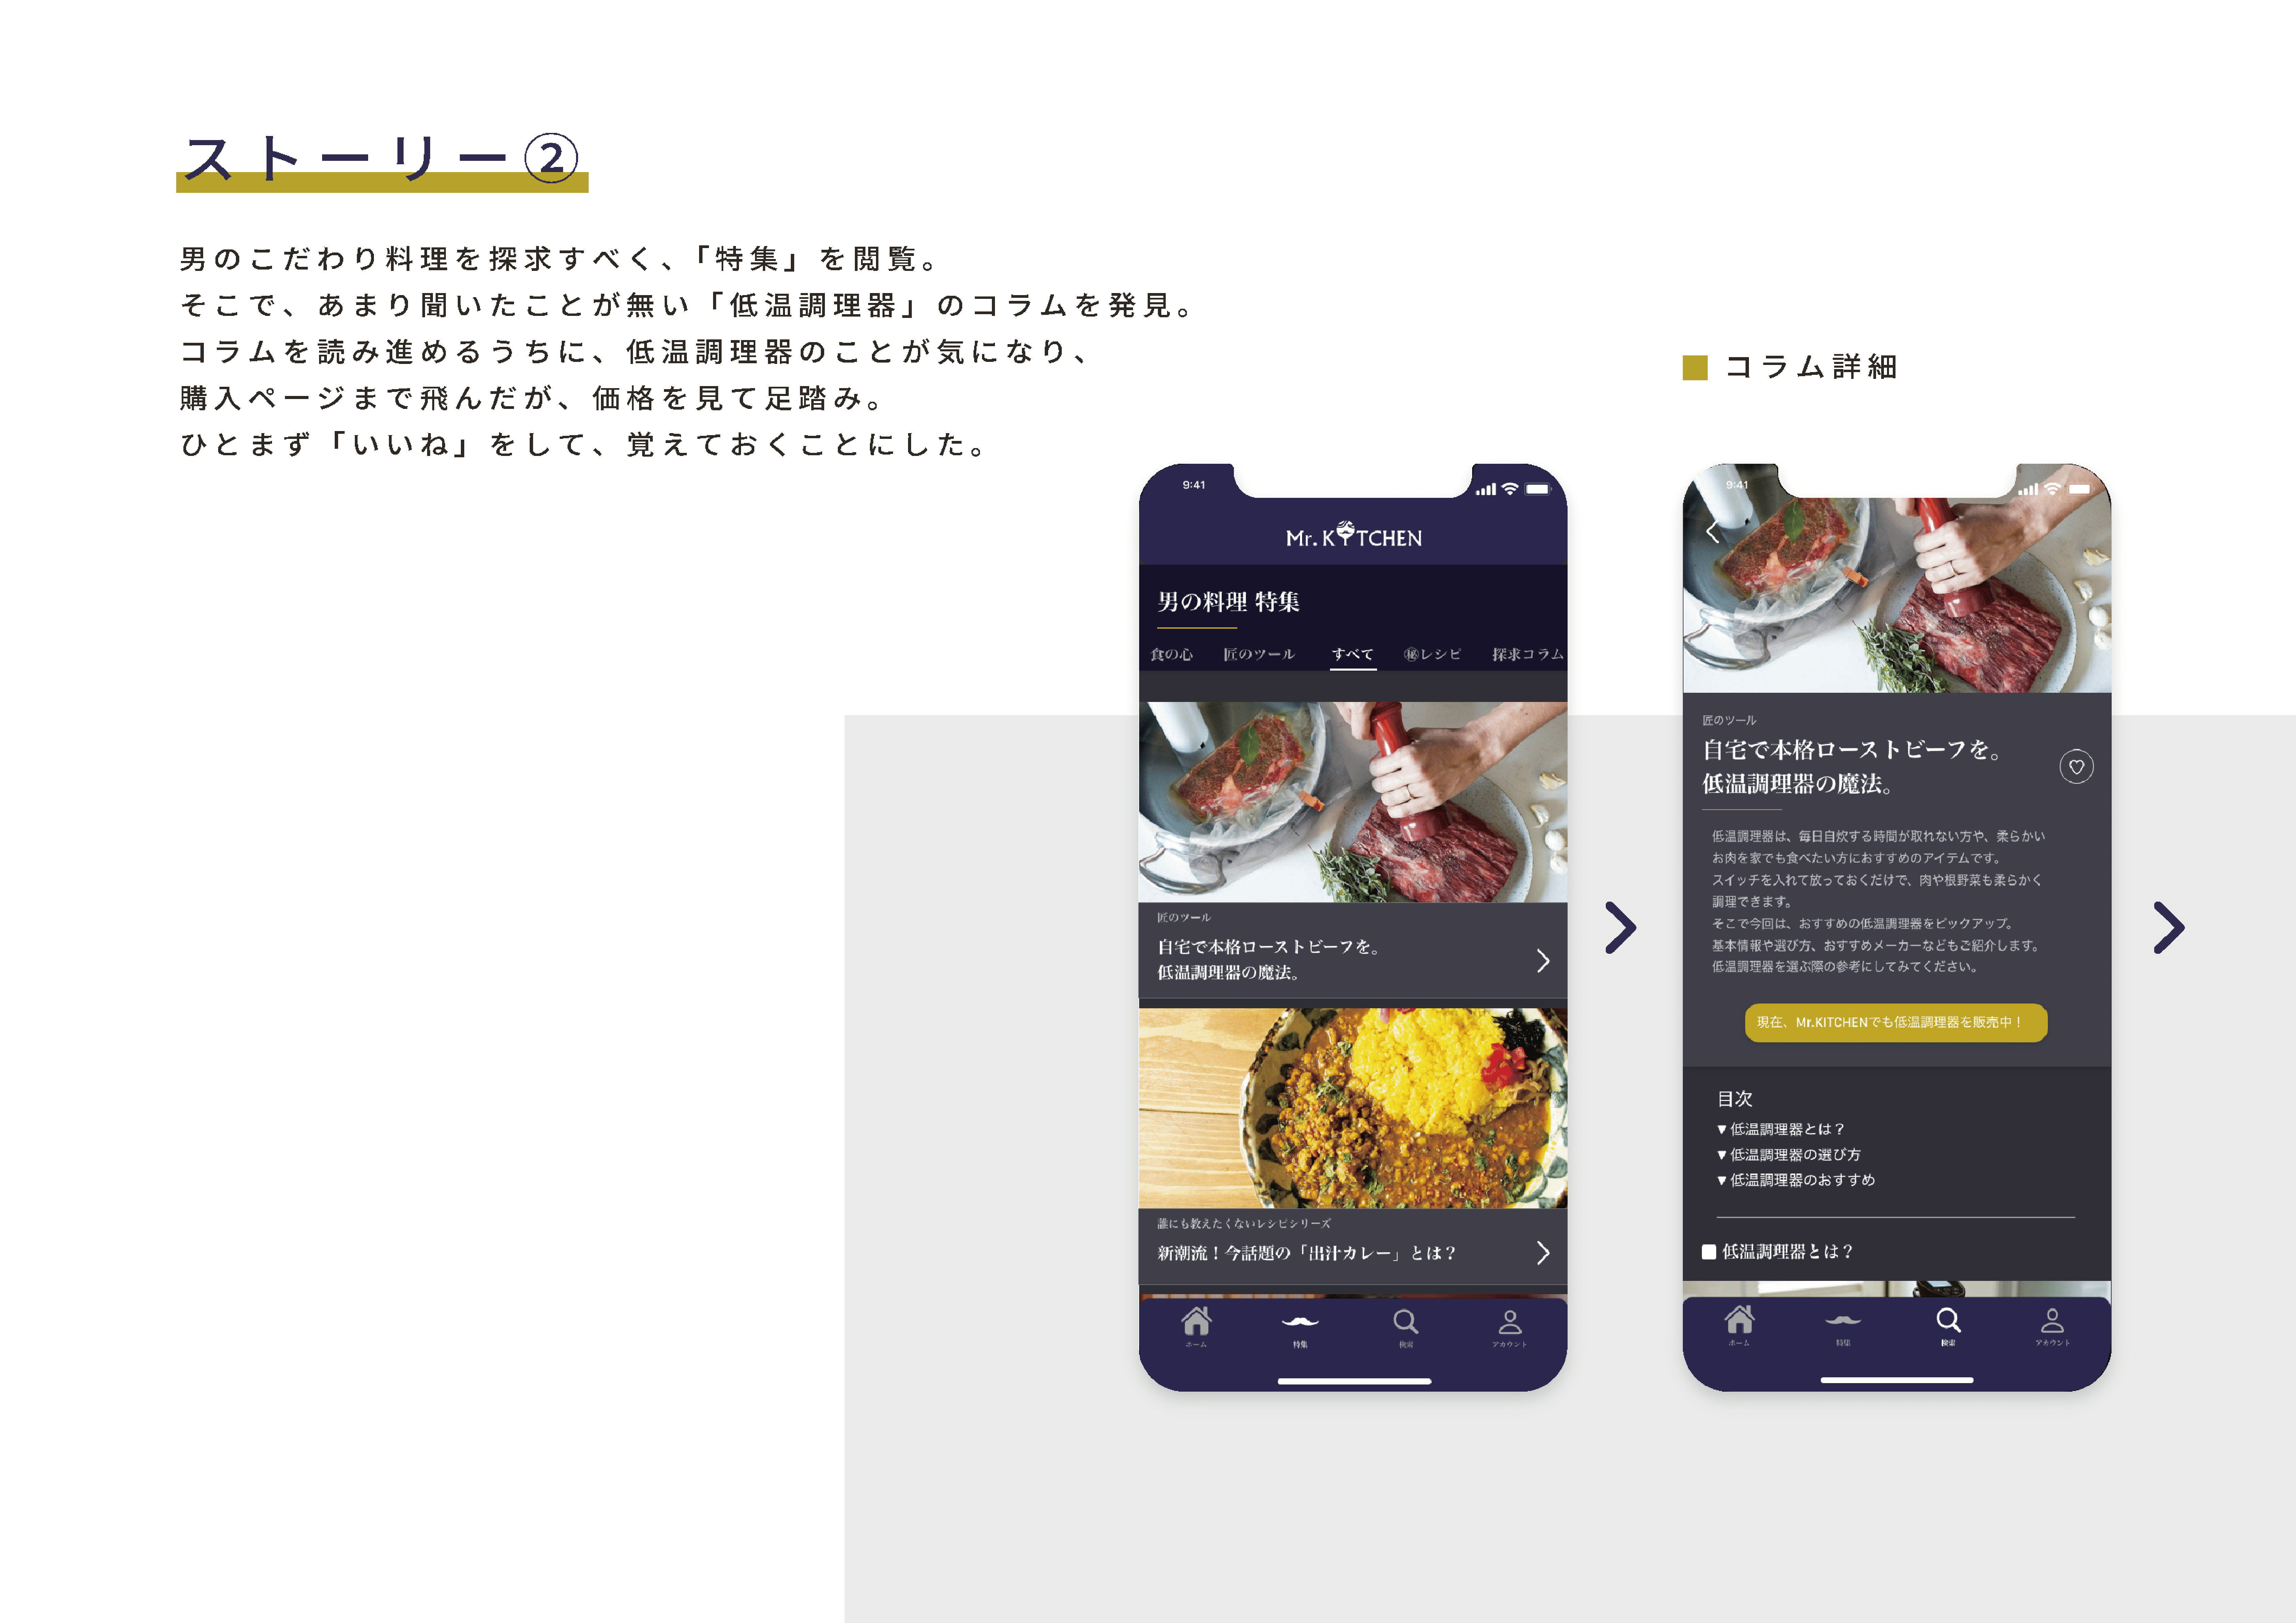 ストーリー②
男のこだわり料理を探求すべく、「特集」を閲覧。
そこで、あまり聞いたことが無い「低温調理器」のコラムを発見。
コラムを読み進めるうちに、低温調理器のことが気になり、
購入ページまで飛んだが、価格を見て足踏み。
ひとまず「いいね」をして、覚えておくことにした。
9:41
Mr. KITCHEN
男の料理 特集
食の心 匠のツール すべて ㊙レシピ 探求コラム
匠のツール
自宅で本格ローストビーフを。
低温調理器の魔法。
誰にも教えたくないレシピシリーズ
新潮流！今話題の「出汁カレー」とは？
ホーム 特集 検索 アカウント
コラム詳細
9:41
匠のツール
自宅で本格ローストビーフを。
低温調理器の魔法。
低温調理器は、毎日自炊する時間が取れない方や、柔らかい
お肉を家でも食べたい方におすすめのアイテムです。
スイッチを入れて放っておくだけで、肉や根野菜も柔らかく
調理できます。
そこで今回は、おすすめの低温調理器をピックアップ。
基本情報や選び方、おすすめメーカーなどもご紹介します。
低温調理器を選ぶ際の参考にしてみてください。
現在、Mr.KITCHENでも低温調理器を販売中！
目次
▼低温調理器とは？
▼低温調理器の選び方
▼低温調理器のおすすめ
低温調理器とは？
ホーム 特集 検索 アカウント